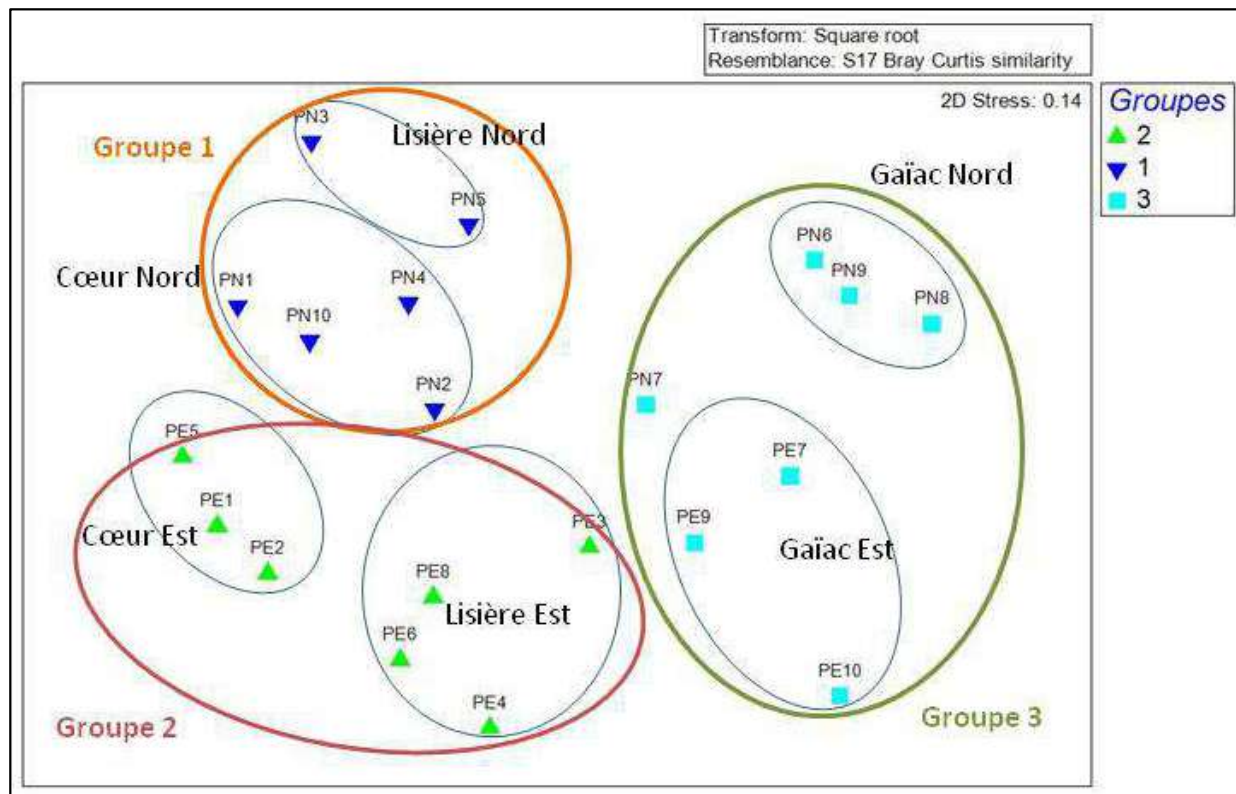 Transform: Square root
Resemblance: S17 Bray Curtis similarity
2D Stress: 0.14
Groupes
2
1
3
Groupe 1
PN3
Lisière Nord
PN5
Gaïac Nord
Cœur Nord
PN1
PN4
PN10
PN2
PN6
PN9
PN8
PN7
PE5
PE1
Cœur Est
PE2
PE3
PE8
Lisière Est
PE6
PE4
PE7
PE9
Gaïac Est
PE10
Groupe 2
Groupe 3